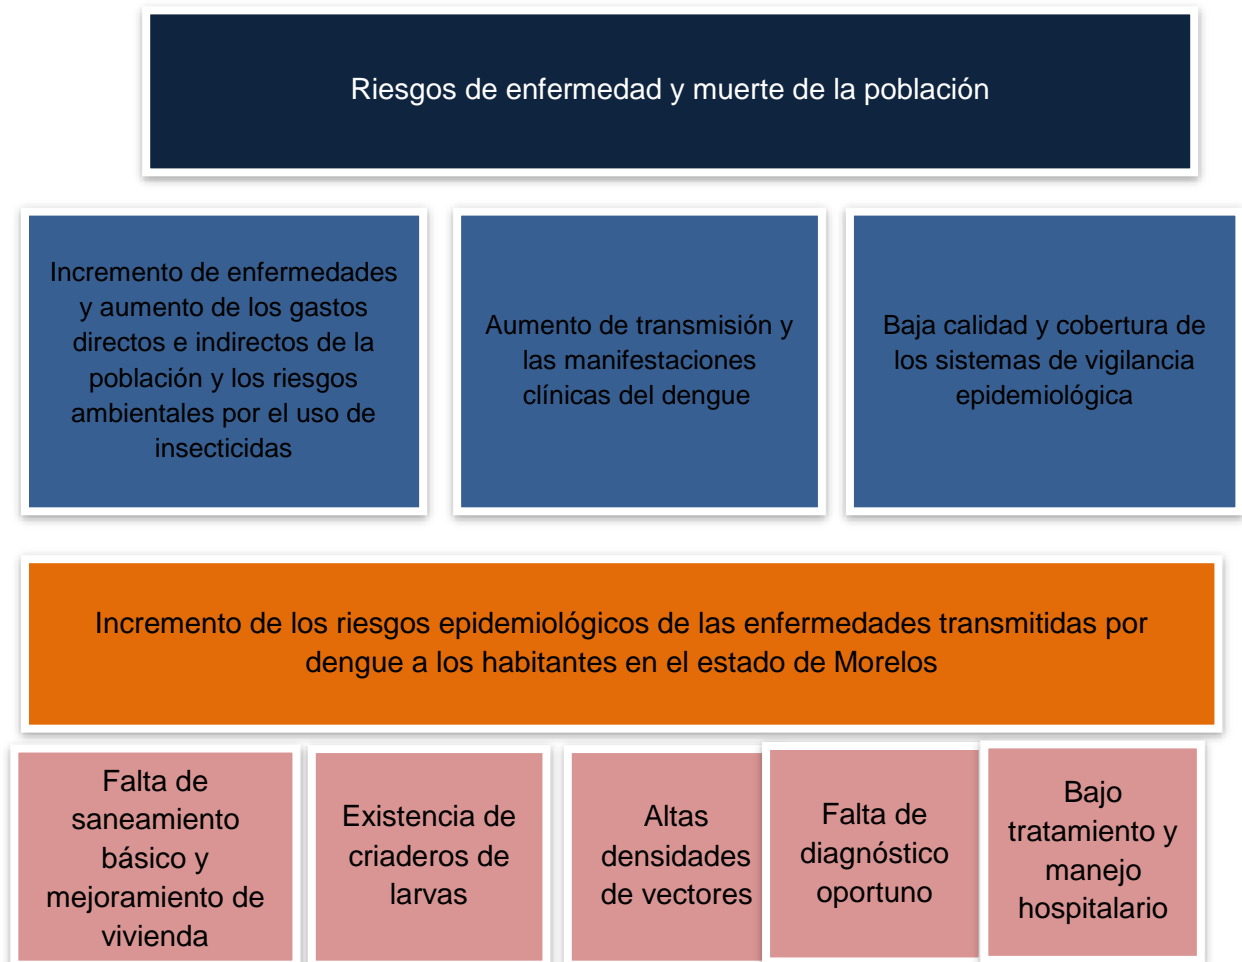 Riesgos de enfermedad y muerte de la población
Incremento de enfermedades
y aumento de los gastos
directos e indirectos de la
población y los riesgos
ambientales por el uso de
insecticidas
Aumento de transmisión y
las manifestaciones
clínicas del dengue
Baja calidad y cobertura de
los sistemas de vigilancia
epidemiológica
Incremento de los riesgos epidemiológicos de las enfermedades transmitidas por
dengue a los habitantes en el estado de Morelos
Falta de
saneamiento
básico y
mejoramiento de
vivienda
Existencia de
criaderos de
larvas
Altas
densidades
de vectores
Falta de
diagnóstico
oportuno
Bajo
tratamiento y
manejo
hospitalario